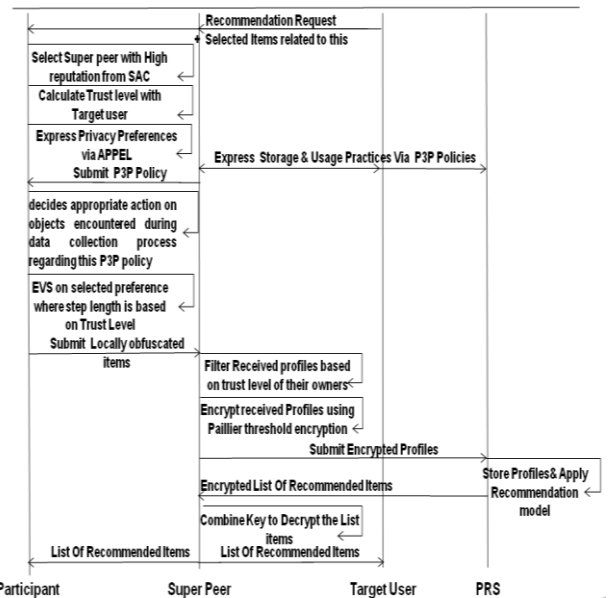 Recommendation Request
+ Selected Items related to this
Select Super peer with High
reputation from SAC
Calculate Trust level with
Target user
Express Privacy Preferences
via APPEL
Express Storage & Usage Practices Via P3P Policies
Submit P3P Policy
decides appropriate action on
objects encountered during
data collection process
regarding this P3P policy
EVS on selected preference
where step length is based
on Trust Level
Submit Locally obfuscated
items
Filter Received profiles based
on trust level of their owners
Encrypt received Profiles using
Paillier threshold encryption
Submit Encrypted Profiles
Store Profiles& Apply
Recommendation
model
Encrypted List Of Recommended Items
Combine Key to Decrypt the List
items
List Of Recommended Items
List Of Recommended Items
Participant
Super Peer
Target User
PRS